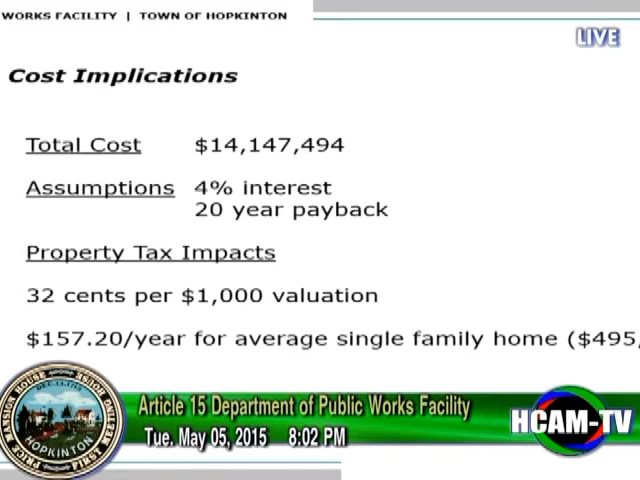 WORKS FACILITY | TOWN OF HOPKINTON
LIVE
Cost Implications
Total Cost $14,147,494
Assumptions 4% interest
20 year payback
Property Tax Impacts
32 cents per $1,000 valuation
$157.20/year for average single family home ($495,
Article 15 Department of Public Works Facility
Tue. May 05, 2015 8:02 PM
HCAM-TV
HOPKINTON